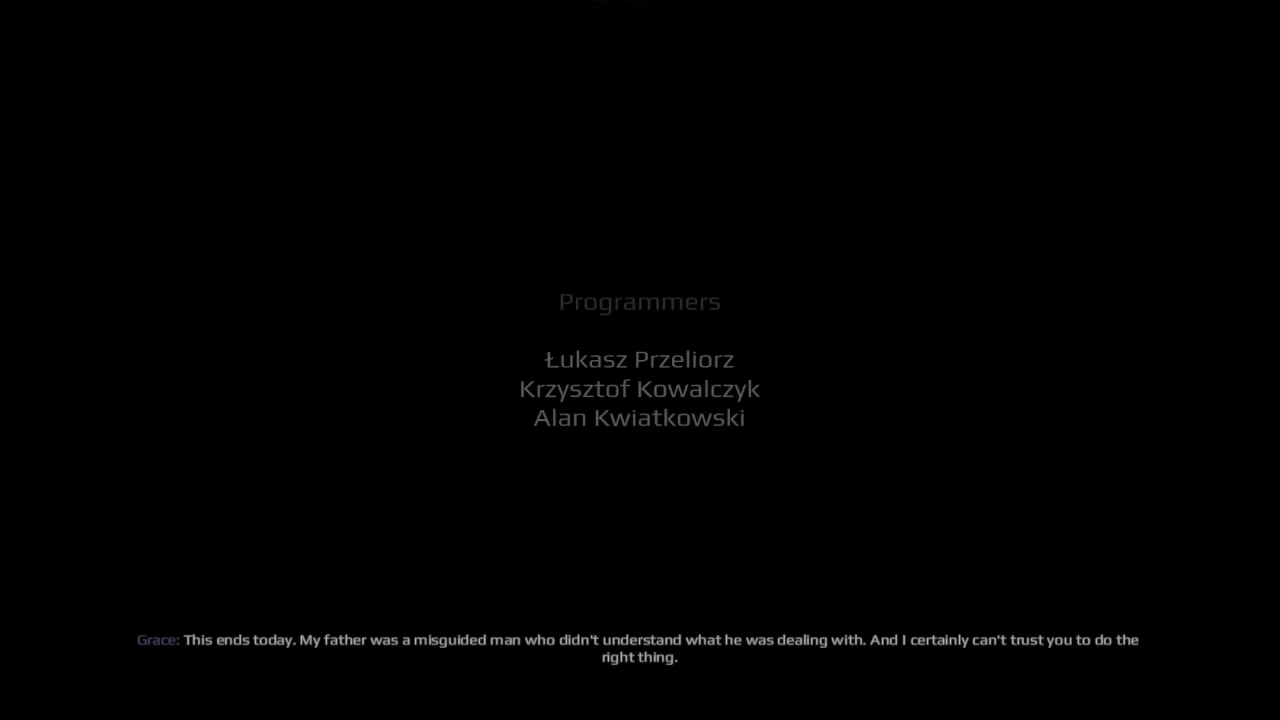 Programmers
Łukasz Przeliorz
Krzysztof Kowalczyk
Alan Kwiatkowski
Grace: This ends today. My father was a misguided man who didn't understand what he was dealing with. And I certainly can't trust you to do the
right thing.